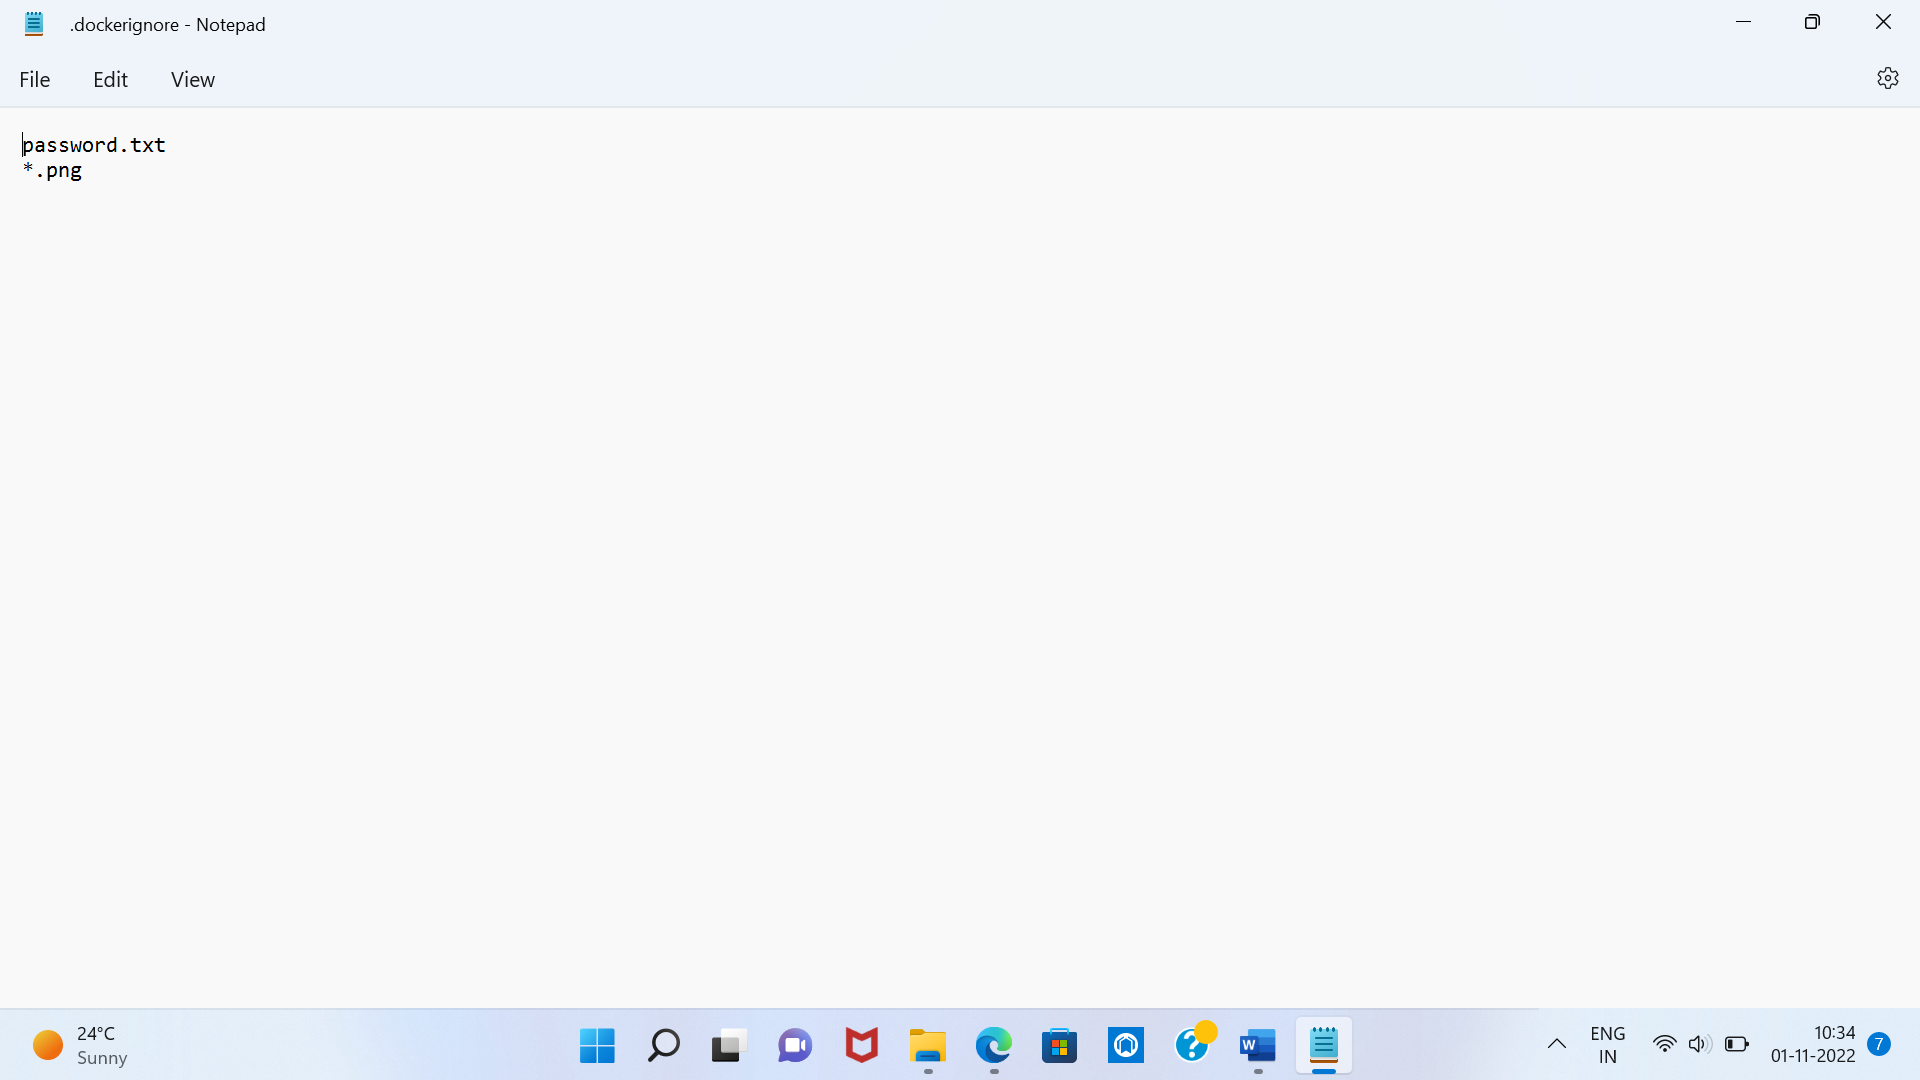 .dockerignore - Notepad
File Edit View
password.txt
*.png
24°C
Sunny
W
ENG
IN
10:34
01-11-2022
7